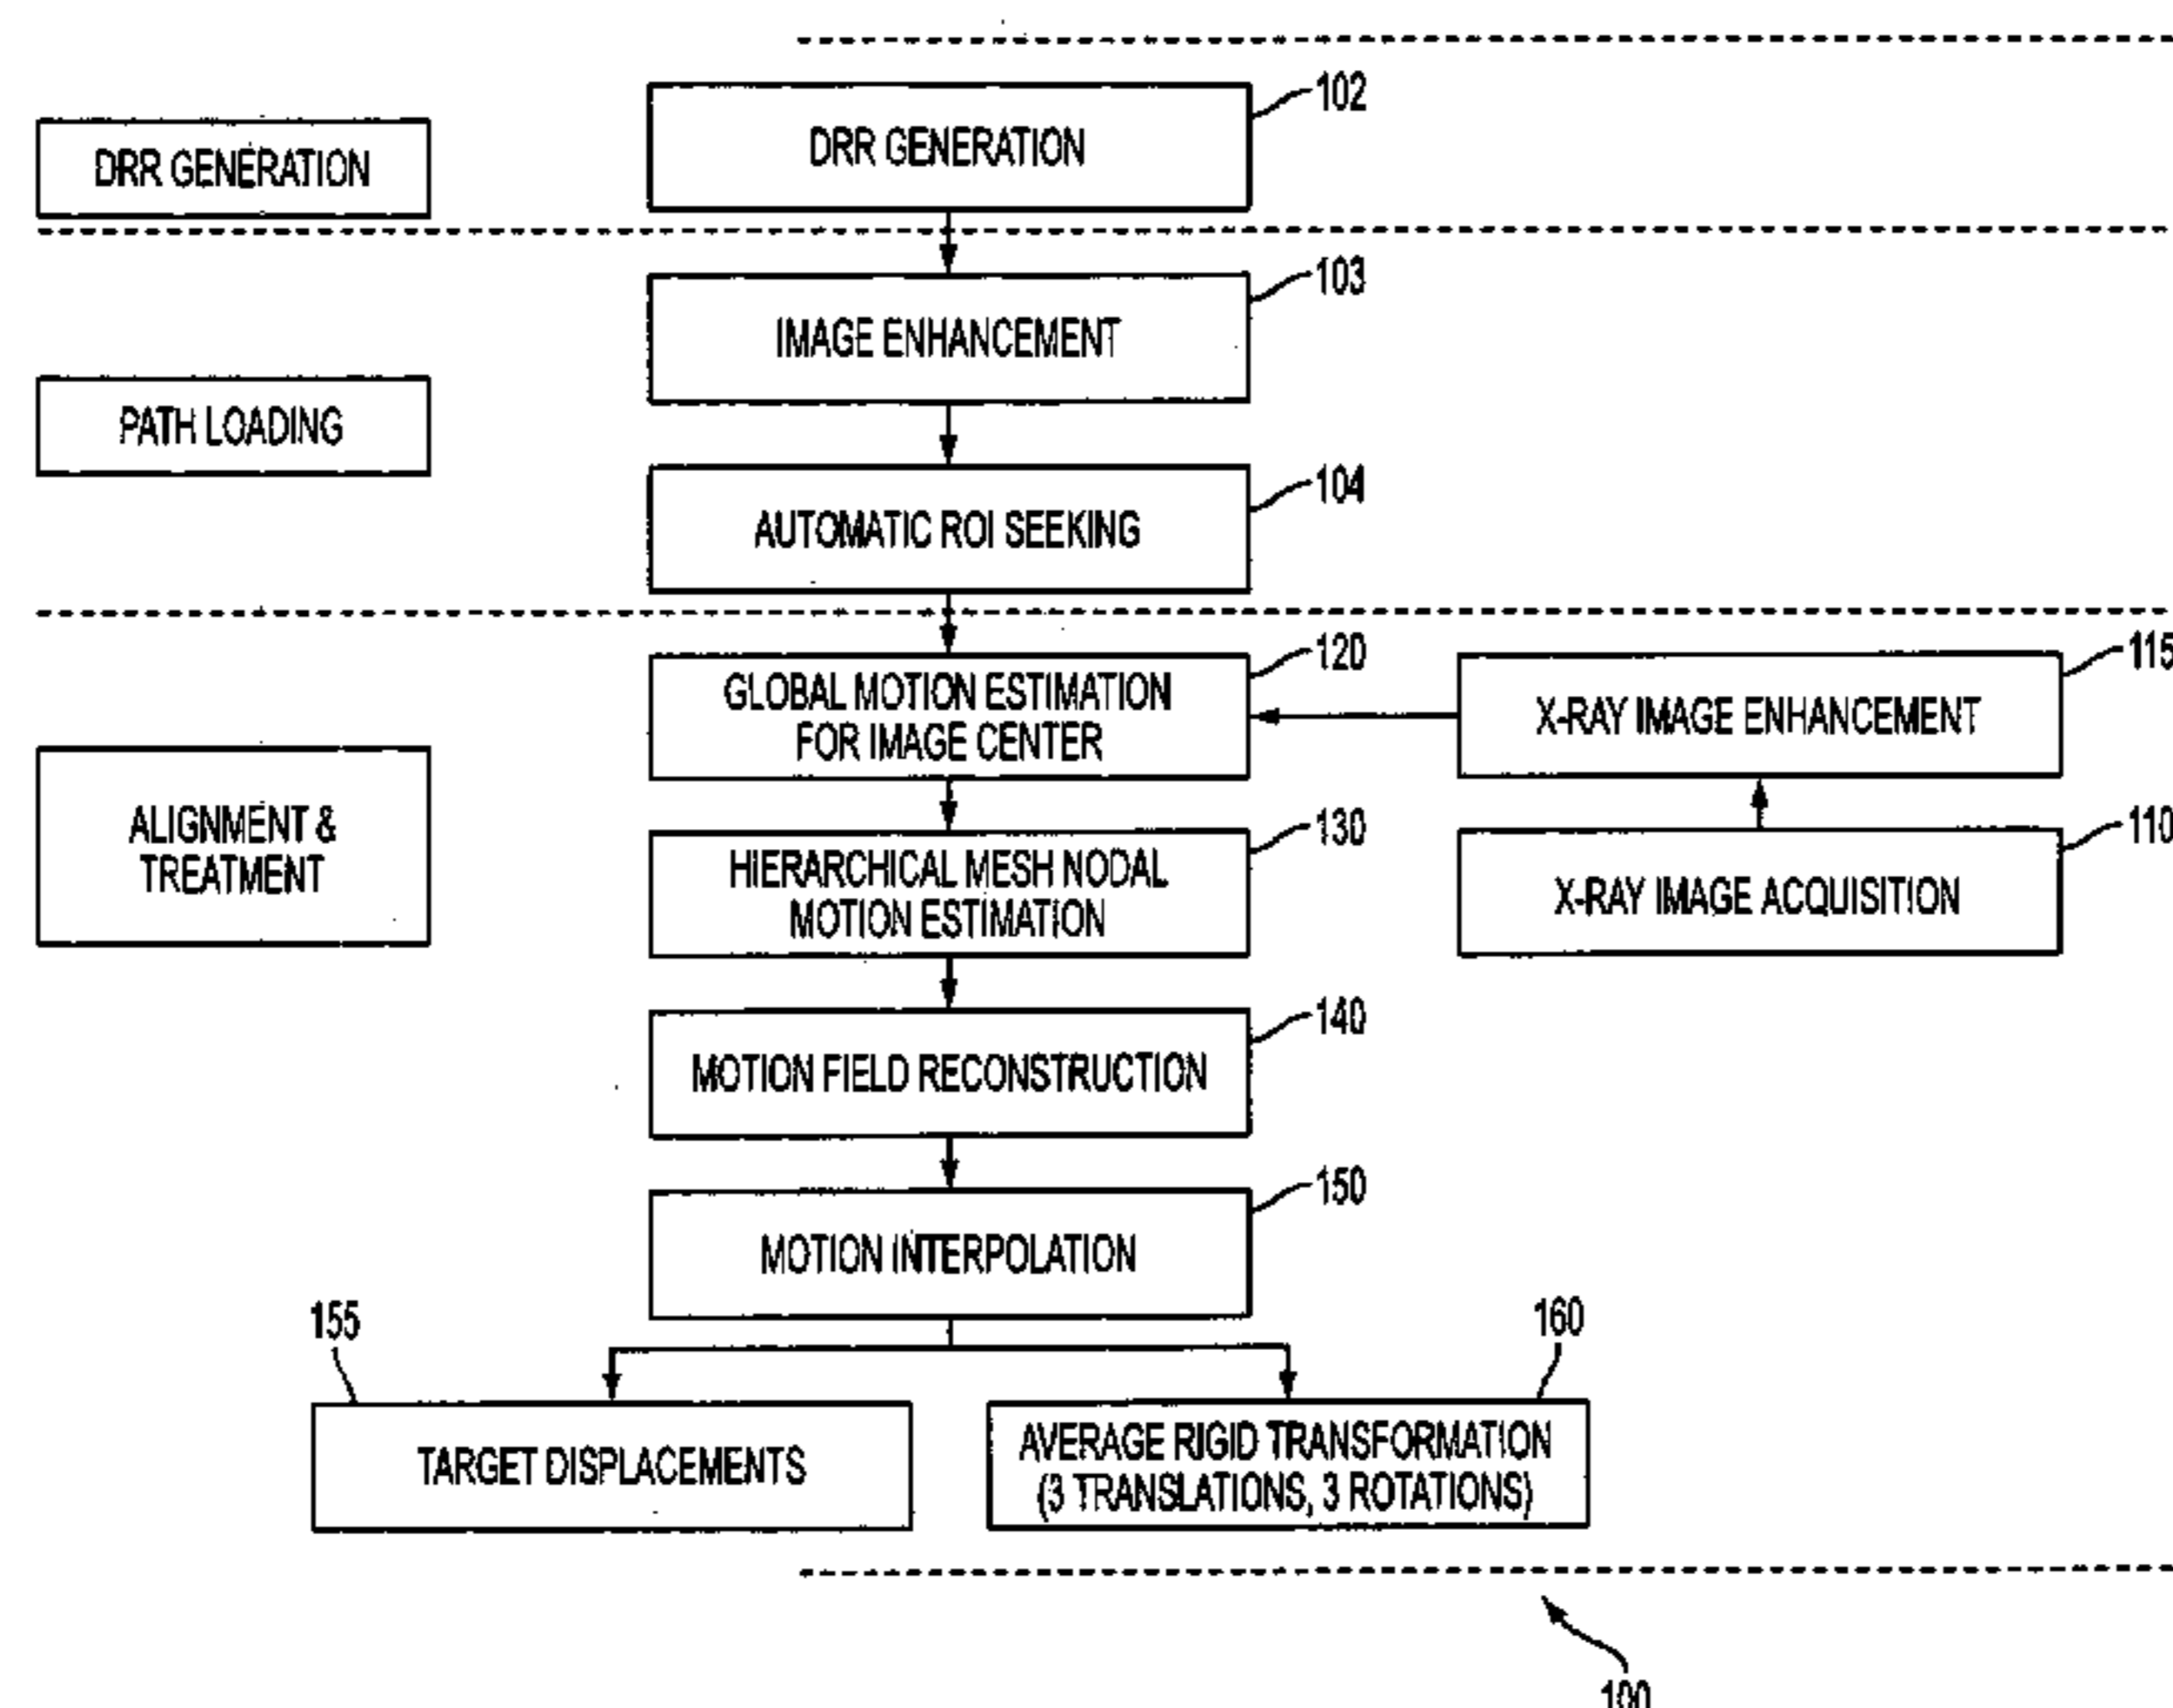 102
DRR GENERATION
DRR GENERATION
103
IMAGE ENHANCEMENT
PATH LOADING
104
AUTOMATIC ROI SEEKING
120
GLOBAL MOTION ESTIMATION
FOR IMAGE CENTER
115
X-RAY IMAGE ENHANCEMENT
ALIGNMENT &
TREATMENT
130
HIERARCHICAL MESH NODAL
MOTION ESTIMATION
110
X-RAY IMAGE ACQUISITION
140
MOTION FIELD RECONSTRUCTION
150
MOTION INTERPOLATION
155
TARGET DISPLACEMENTS
160
AVERAGE RIGID TRANSFORMATION
(3 TRANSLATIONS, 3 ROTATIONS)
100